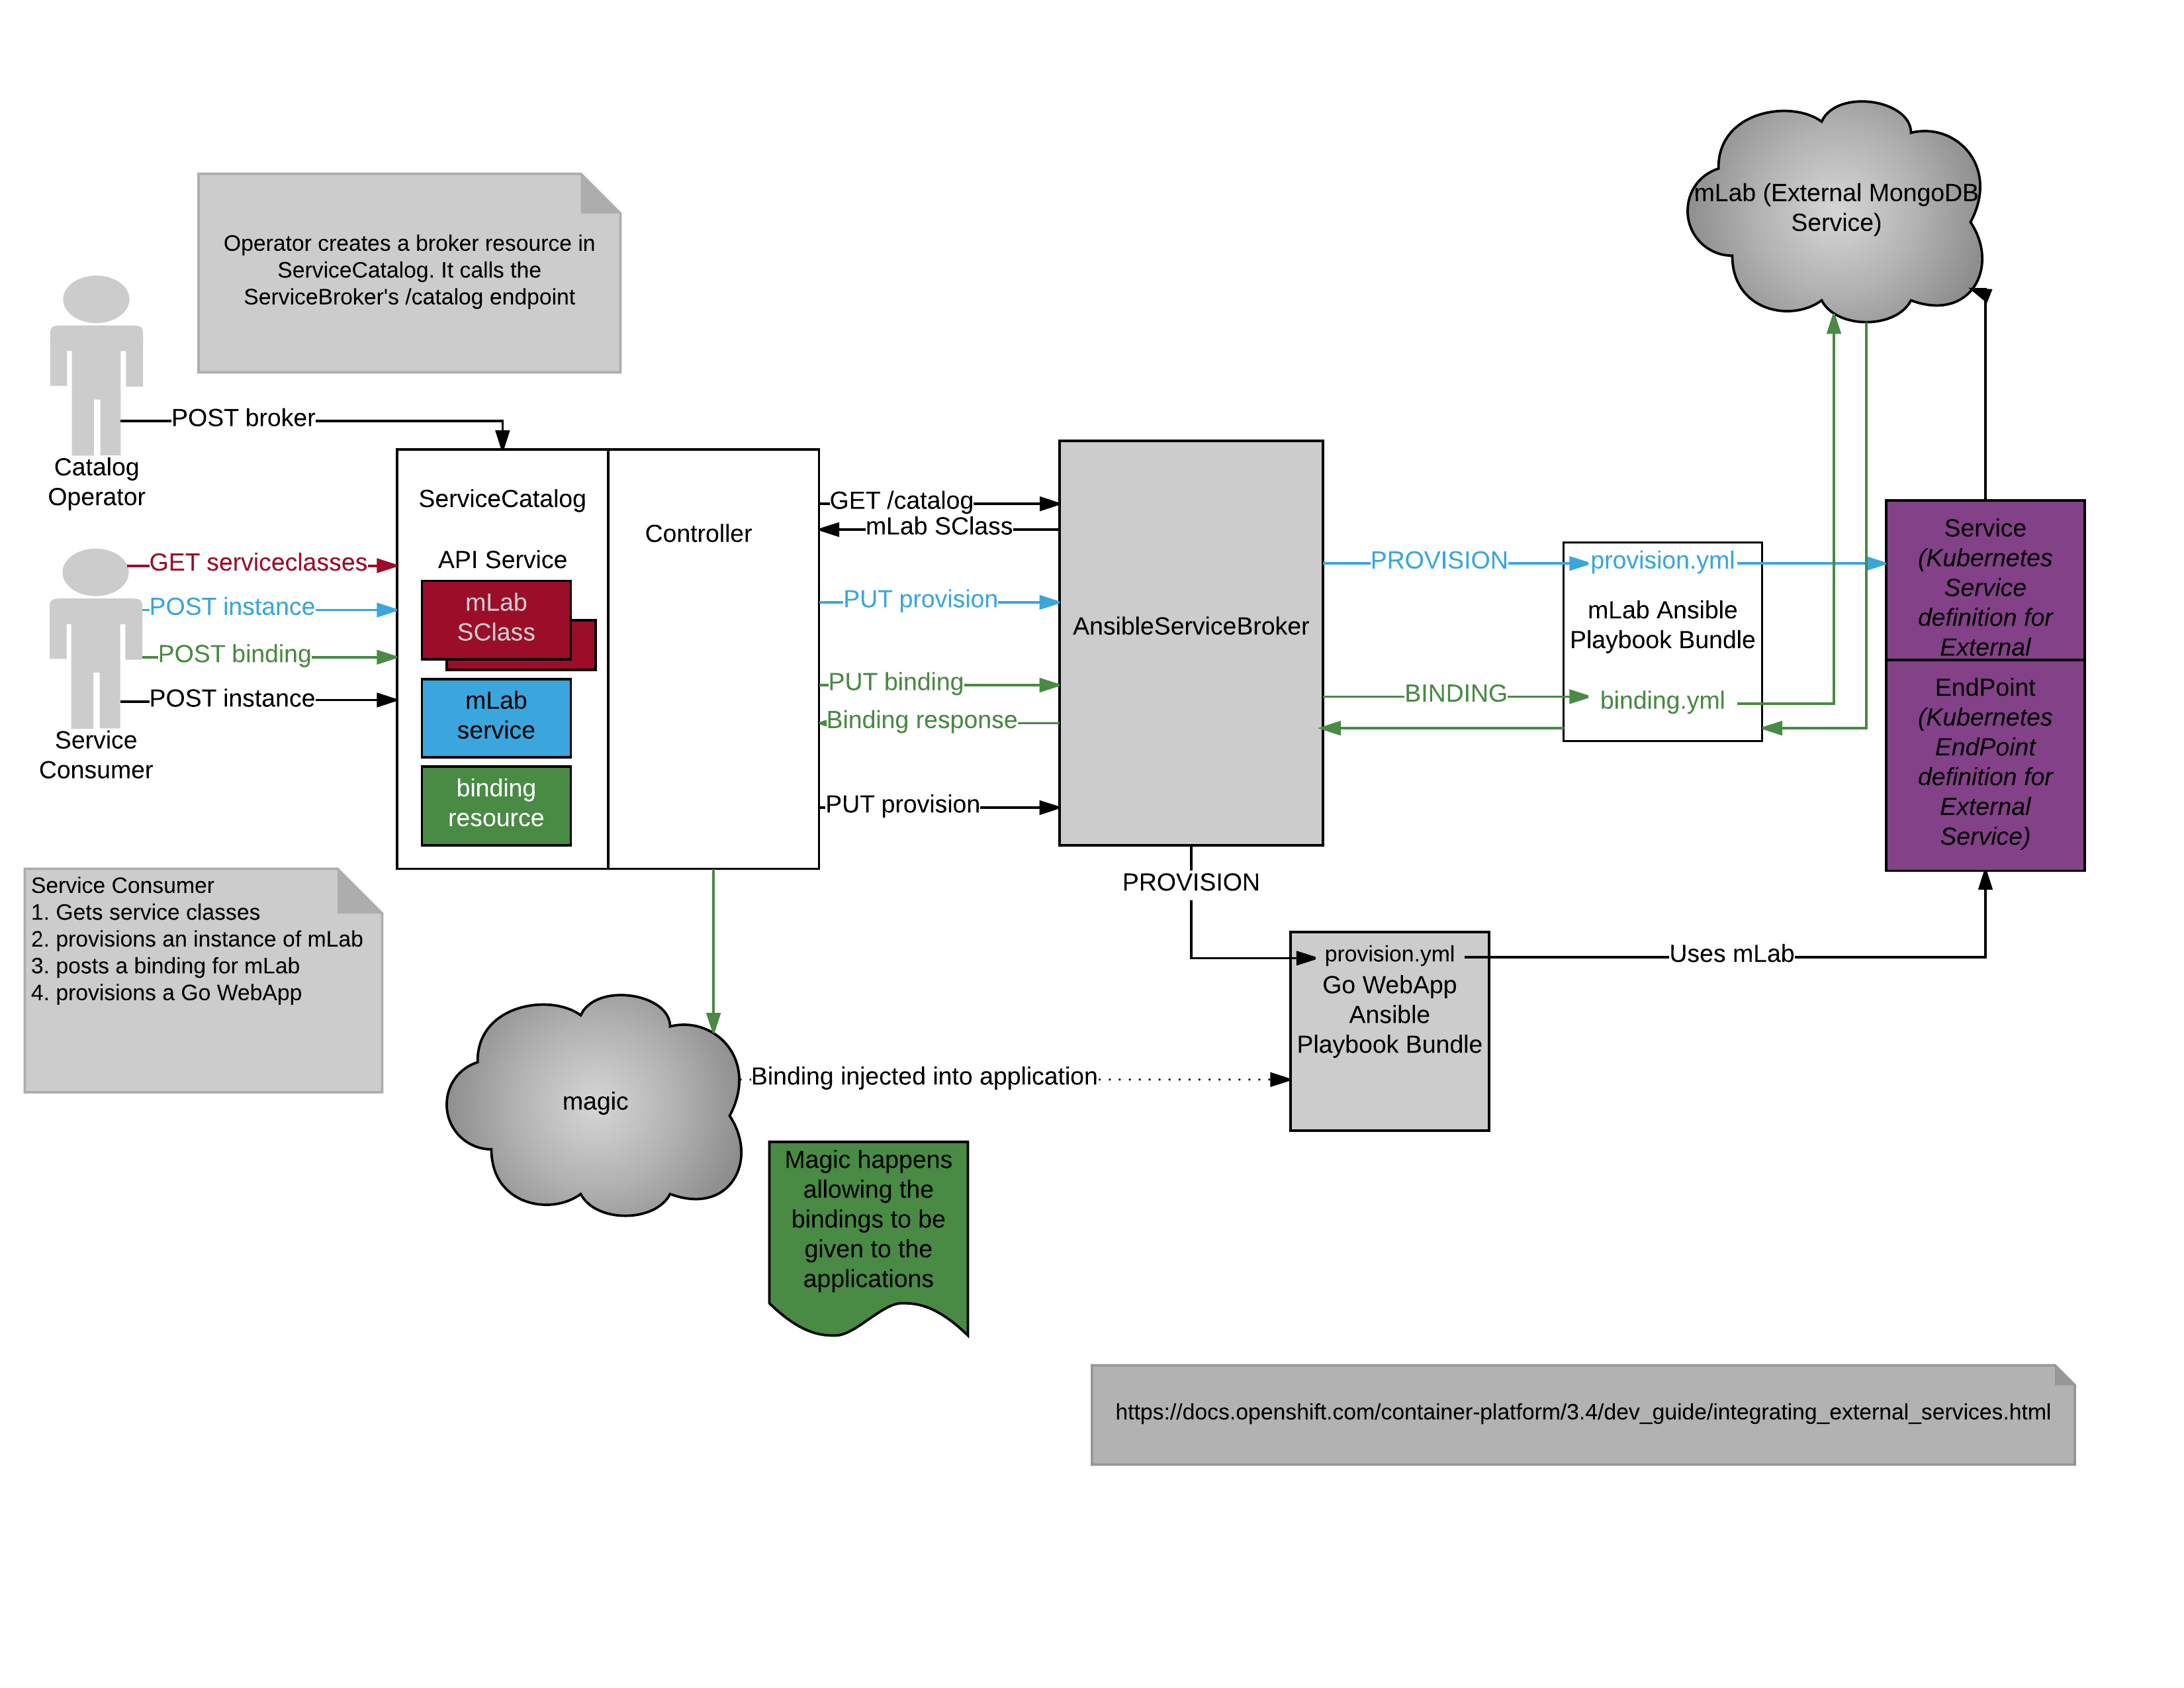 mLab (External MongoDB
Service)
Operator creates a broker resource in
ServiceCatalog. It calls the
ServiceBroker's /catalog endpoint
POST broker
Catalog
Operator
ServiceCatalog
API Service
Controller
GET /catalog
mLab SClass
GET serviceclasses
POST instance
POST binding
POST instance
Service
Consumer
mLab
SClass
mLab
service
binding
resource
PUT provision
PUT binding
Binding response
PUT provision
AnsibleServiceBroker
PROVISION
provision.yml
mLab Ansible
Playbook Bundle
BINDING
binding.yml
Service
(Kubernetes
Service
definition for
External
EndPoint
(Kubernetes
EndPoint
definition for
External
Service)
Service Consumer
1. Gets service classes
2. provisions an instance of mLab
3. posts a binding for mLab
4. provisions a Go WebApp
PROVISION
provision.yml
Go WebApp
Ansible
Playbook Bundle
Uses mLab
magic
Binding injected into application
Magic happens
allowing the
bindings to be
given to the
applications
https://docs.openshift.com/container-platform/3.4/dev_guide/integrating_external_services.html